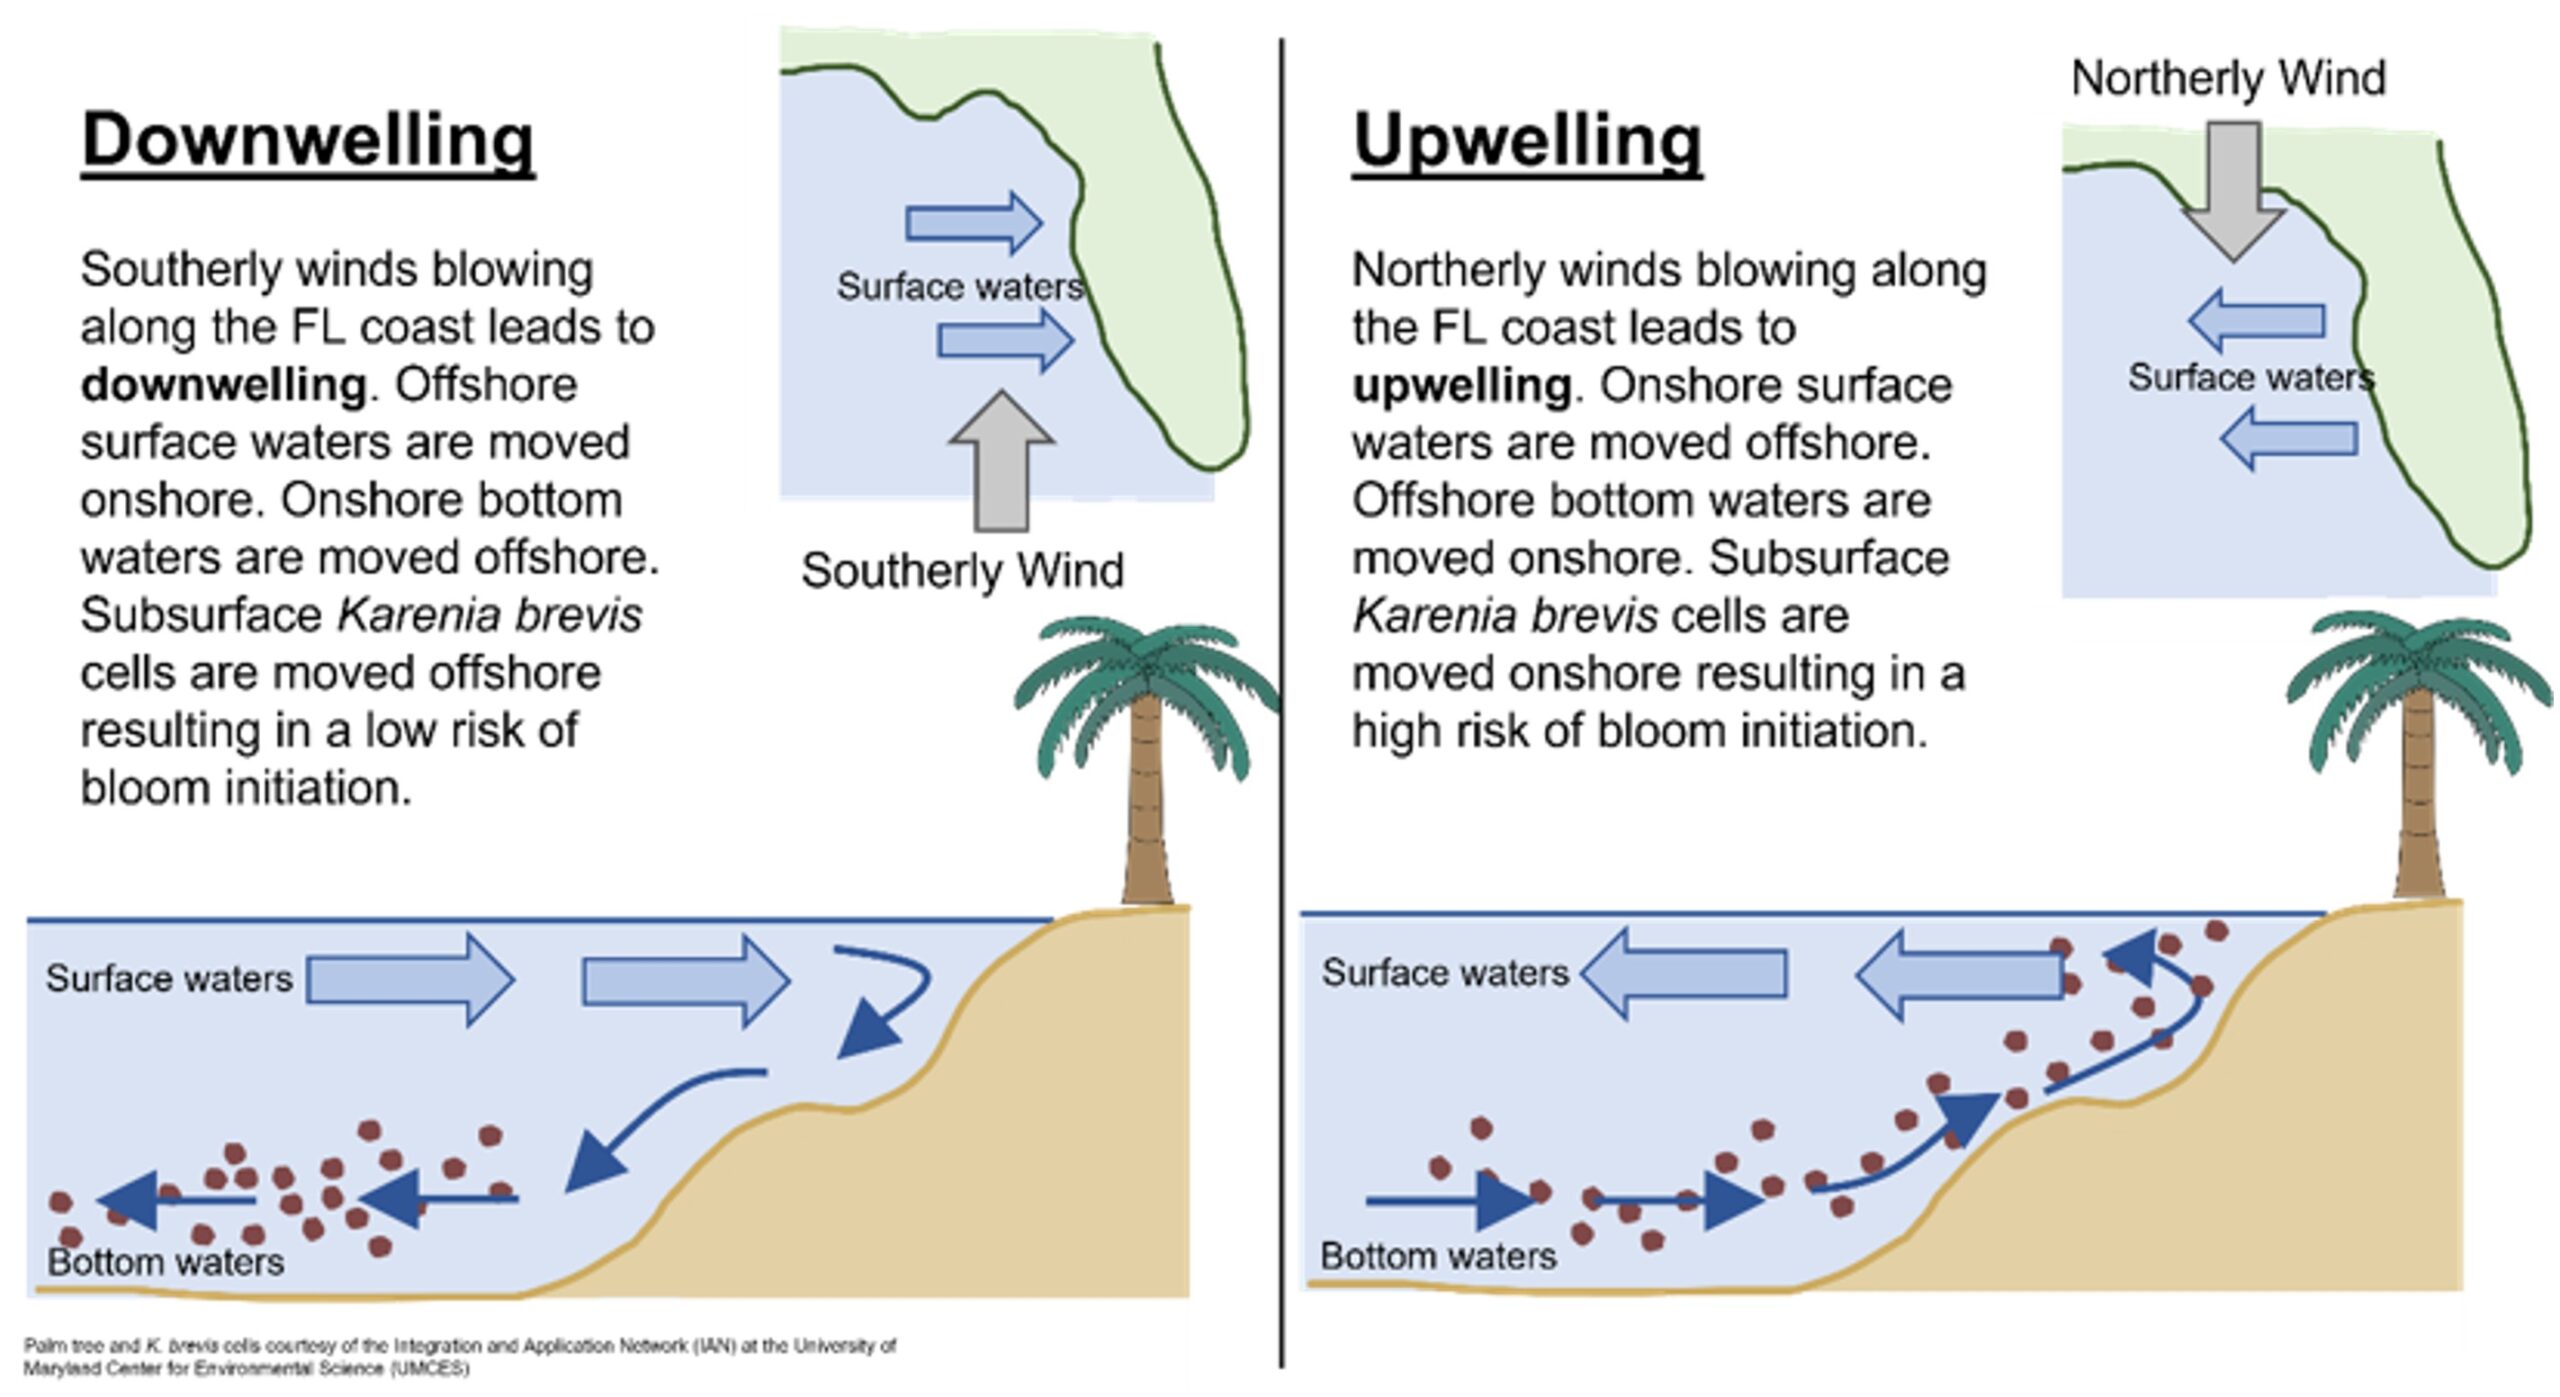 Downwelling
Southerly winds blowing
along the FL coast leads to
downwelling. Offshore
surface waters are moved
onshore. Onshore bottom
waters are moved offshore.
Subsurface Karenia brevis
cells are moved offshore
resulting in a low risk of
bloom initiation.
Surface waters
Southerly Wind
Surface waters
Bottom waters
Palm tree and K. brevis cells courtesy of the Integration and Application Network (IAN) at the University of
Maryland Center for Environmental Science (UMCES)
Upwelling
Northerly winds blowing along
the FL coast leads to
upwelling. Onshore surface
waters are moved offshore.
Offshore bottom waters are
moved onshore. Subsurface
Karenia brevis cells are
moved onshore resulting in a
high risk of bloom initiation.
Northerly Wind
Surface waters
Surface waters
Bottom waters